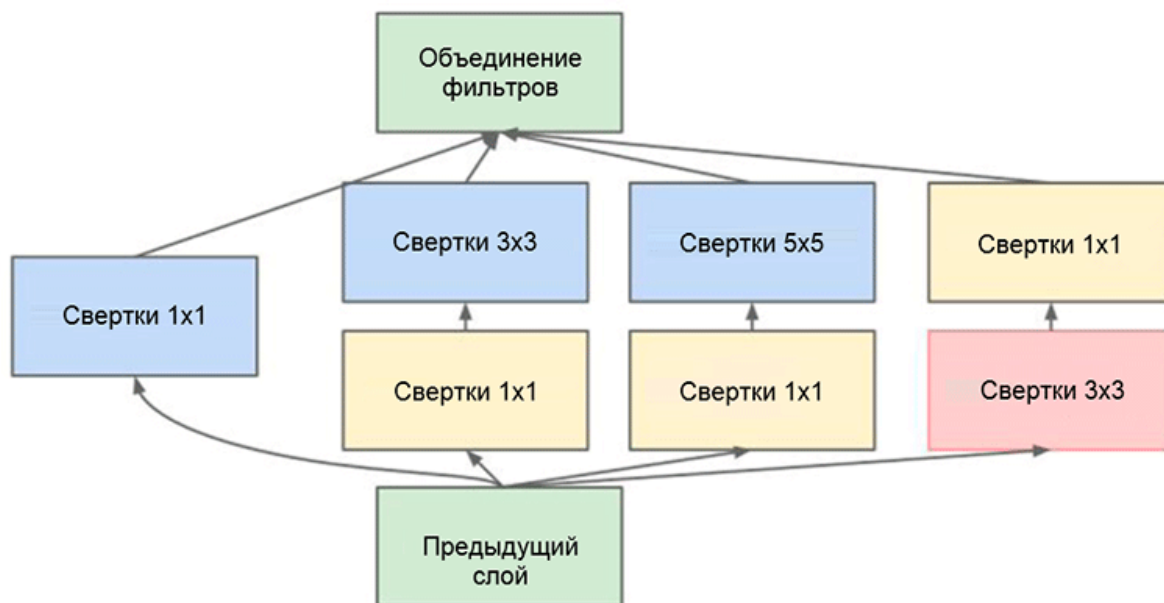 Объединение
фильтров
Свертки 3x3
Свертки 5x5
Свертки 1x1
Свертки 1x1
Свертки 1x1
Свертки 1x1
Свертки 3x3
Предыдущий
слой